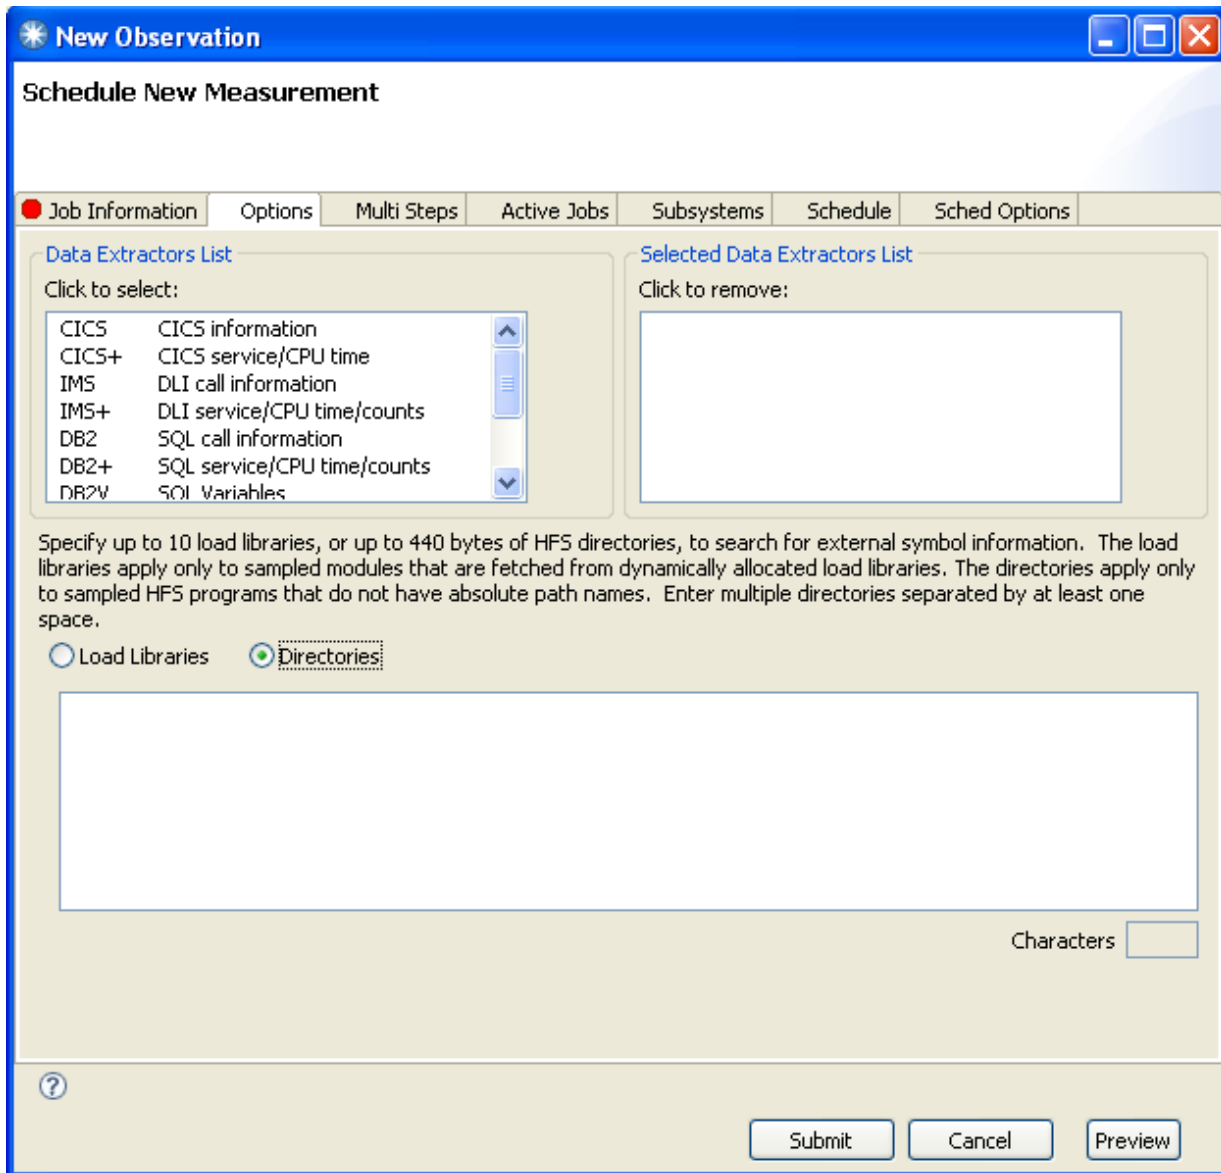 New Observation
Schedule New Measurement
Job Information
Options
Multi Steps
Active Jobs
Subsystems
Schedule
Sched Options
Data Extractors List
Click to select:
CICS CICS information
CICS+ CICS service/CPU time
IMS DLI call information
IMS+ DLI service/CPU time/counts
DB2 SQL call information
DB2+ SQL service/CPU time/counts
DB2V SQL Variables
Selected Data Extractors List
Click to remove:
Specify up to 10 load libraries, or up to 440 bytes of HFS directories, to search for external symbol information. The load
libraries apply only to sampled modules that are fetched from dynamically allocated load libraries. The directories apply only
to sampled HFS programs that do not have absolute path names. Enter multiple directories separated by at least one
space.
Load Libraries
Directories
Characters
?
Submit
Cancel
Preview